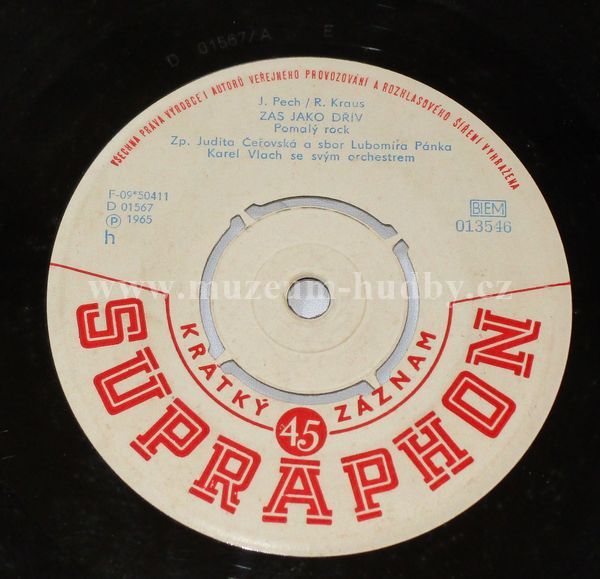 D 01567/A E
VŠECHNA PRÁVA VÝROBCE I AUTORŮ VEŘEJNÉHO PROVOZOVÁNÍ A ROZHLASOVÉHO ŠÍŘENÍ VYHRAŽENA
J. Pech / R. Kraus
ZAS JAKO DŘÍV
Pomalý rock
Zp. Judita Čeřovská a sbor Lubomíra Pánka
Karel Vlach se svým orchestrem
F-09*50411
D 01567
Ⓟ 1965
h
BIEM
013546
www.muzeum-hudby.cz
KRÁTKÝ 45 ZÁZNAM
SUPRAPHON